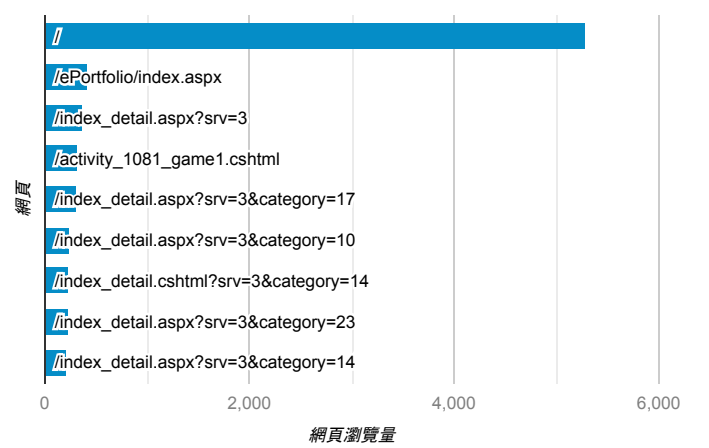 /
/ePortfolio/index.aspx
/index_detail.aspx?srv=3
/activity_1081_game1.cshtml
/index_detail.aspx?srv=3&category=17
/index_detail.aspx?srv=3&category=10
/index_detail.cshtml?srv=3&category=14
/index_detail.aspx?srv=3&category=23
/index_detail.aspx?srv=3&category=14
網頁
0 2,000 4,000 6,000
網頁瀏覽量